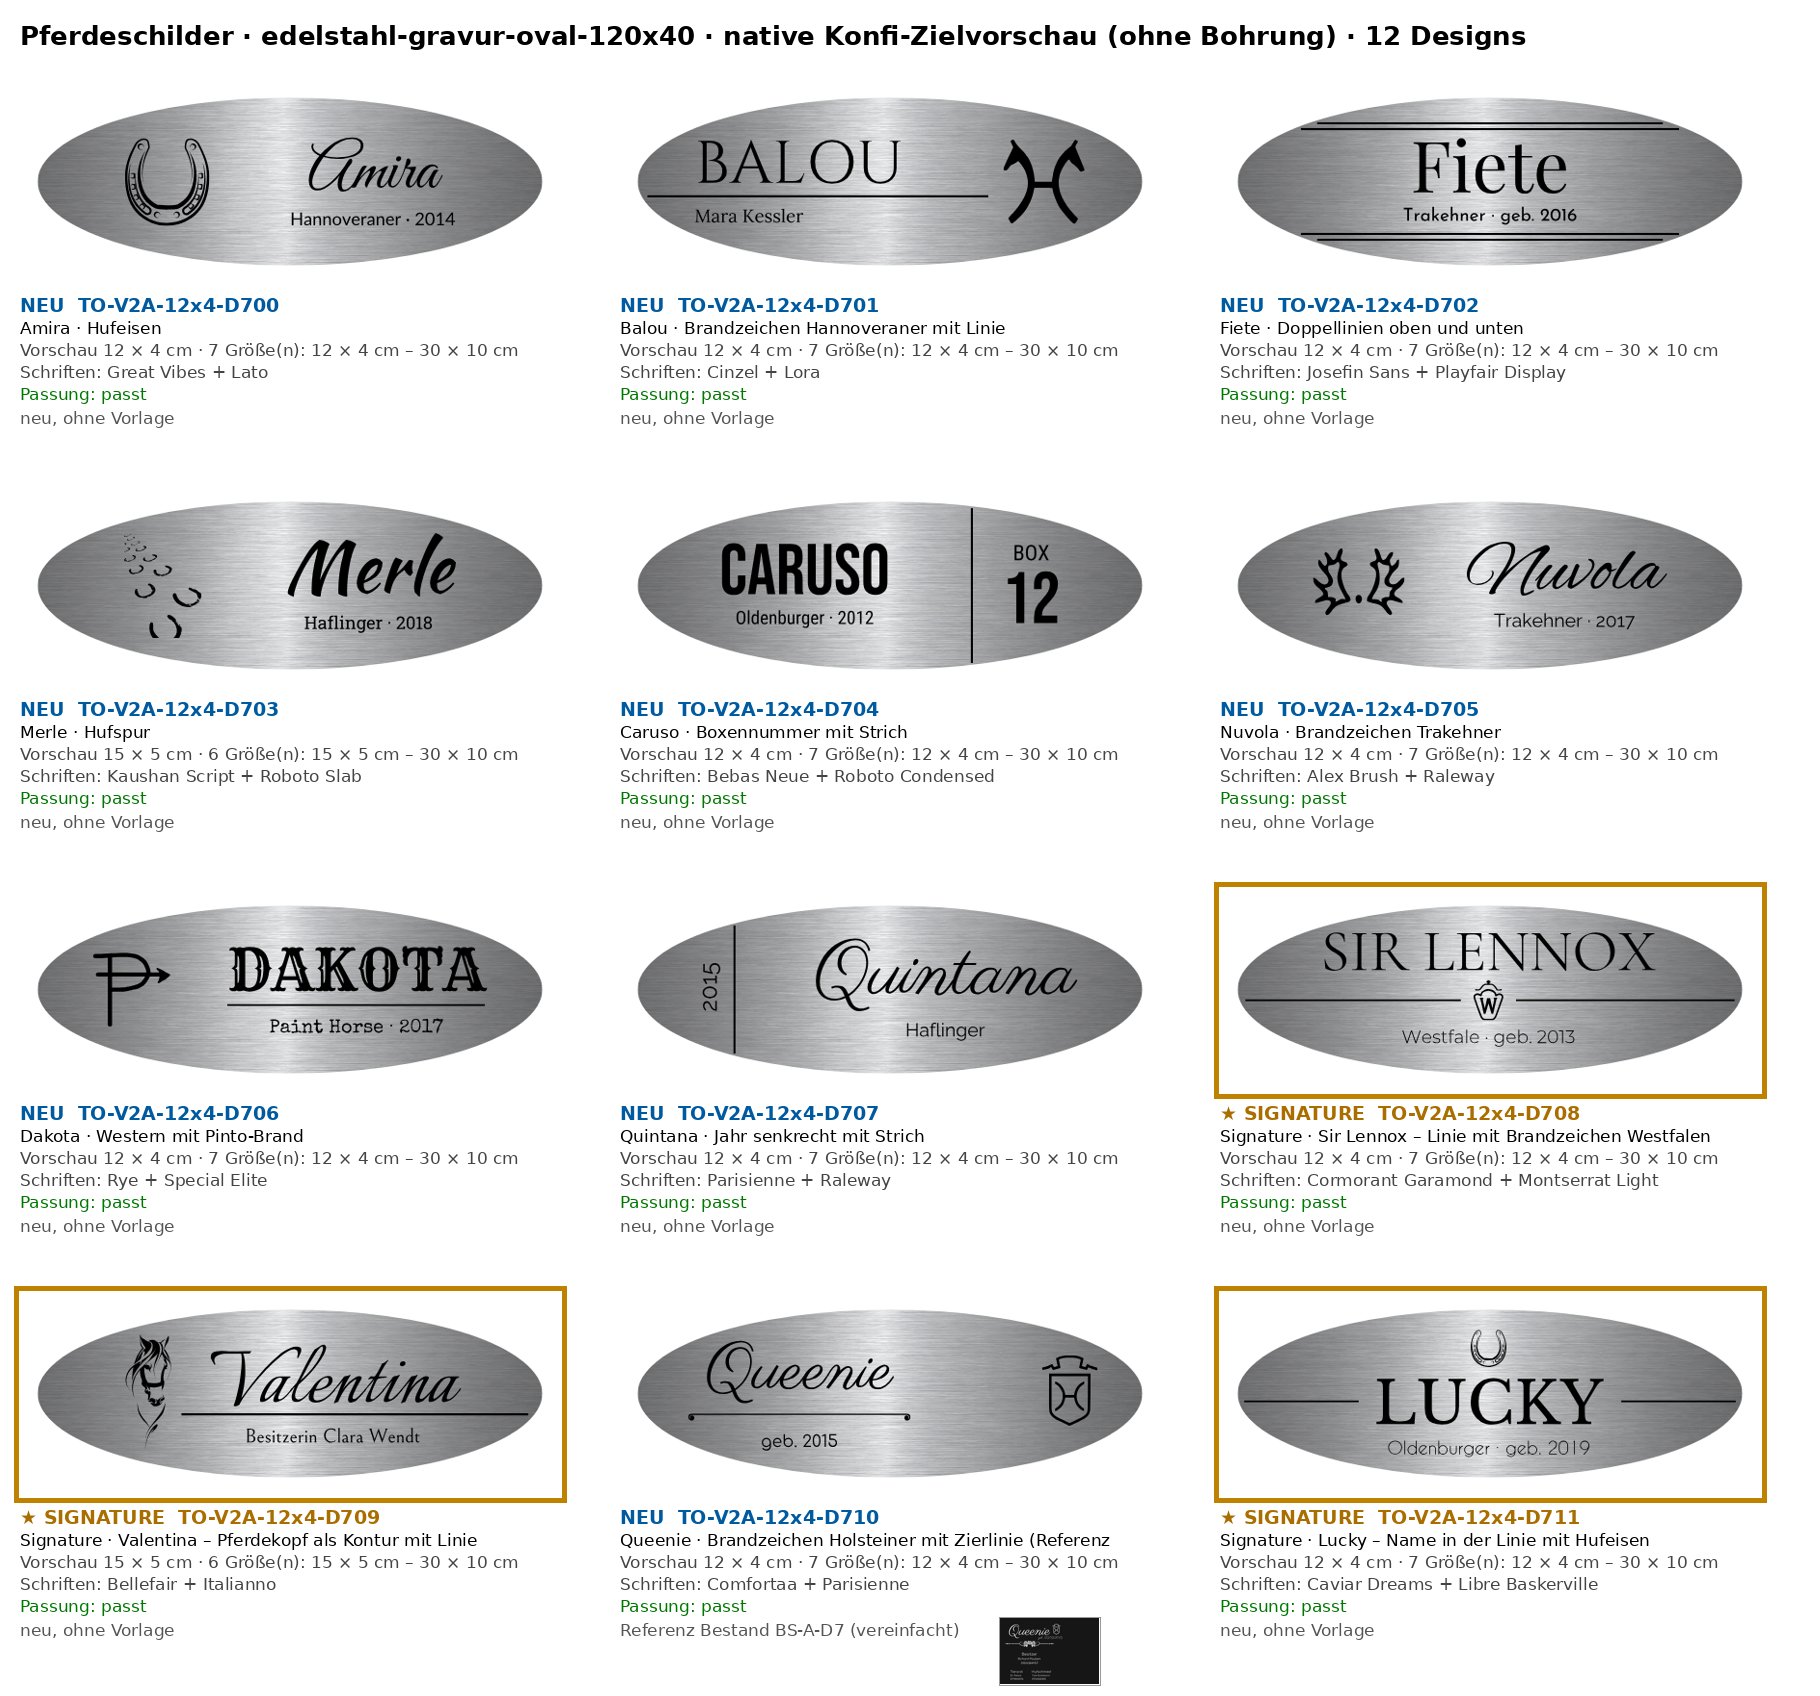 Pferdeschilder · edelstahl-gravur-oval-120x40 · native Konfi-Zielvorschau (ohne Bohrung) · 12 Designs
Amira
Hannoveraner · 2014
NEU TO-V2A-12x4-D700
Amira · Hufeisen
Vorschau 12 × 4 cm · 7 Größe(n): 12 × 4 cm – 30 × 10 cm
Schriften: Great Vibes + Lato
Passung: passt
neu, ohne Vorlage
BALOU
Mara Kessler
NEU TO-V2A-12x4-D701
Balou · Brandzeichen Hannoveraner mit Linie
Vorschau 12 × 4 cm · 7 Größe(n): 12 × 4 cm – 30 × 10 cm
Schriften: Cinzel + Lora
Passung: passt
neu, ohne Vorlage
Fiete
Trakehner · geb. 2016
NEU TO-V2A-12x4-D702
Fiete · Doppellinien oben und unten
Vorschau 12 × 4 cm · 7 Größe(n): 12 × 4 cm – 30 × 10 cm
Schriften: Josefin Sans + Playfair Display
Passung: passt
neu, ohne Vorlage
Merle
Haflinger · 2018
NEU TO-V2A-12x4-D703
Merle · Hufspur
Vorschau 15 × 5 cm · 6 Größe(n): 15 × 5 cm – 30 × 10 cm
Schriften: Kaushan Script + Roboto Slab
Passung: passt
neu, ohne Vorlage
CARUSO
Oldenburger · 2012
BOX
12
NEU TO-V2A-12x4-D704
Caruso · Boxennummer mit Strich
Vorschau 12 × 4 cm · 7 Größe(n): 12 × 4 cm – 30 × 10 cm
Schriften: Bebas Neue + Roboto Condensed
Passung: passt
neu, ohne Vorlage
Nuvola
Trakehner · 2017
NEU TO-V2A-12x4-D705
Nuvola · Brandzeichen Trakehner
Vorschau 12 × 4 cm · 7 Größe(n): 12 × 4 cm – 30 × 10 cm
Schriften: Alex Brush + Raleway
Passung: passt
neu, ohne Vorlage
DAKOTA
Paint Horse · 2017
NEU TO-V2A-12x4-D706
Dakota · Western mit Pinto-Brand
Vorschau 12 × 4 cm · 7 Größe(n): 12 × 4 cm – 30 × 10 cm
Schriften: Rye + Special Elite
Passung: passt
neu, ohne Vorlage
2015
Quintana
Haflinger
NEU TO-V2A-12x4-D707
Quintana · Jahr senkrecht mit Strich
Vorschau 12 × 4 cm · 7 Größe(n): 12 × 4 cm – 30 × 10 cm
Schriften: Parisienne + Raleway
Passung: passt
neu, ohne Vorlage
SIR LENNOX
W
Westfale · geb. 2013
★ SIGNATURE TO-V2A-12x4-D708
Signature · Sir Lennox – Linie mit Brandzeichen Westfalen
Vorschau 12 × 4 cm · 7 Größe(n): 12 × 4 cm – 30 × 10 cm
Schriften: Cormorant Garamond + Montserrat Light
Passung: passt
neu, ohne Vorlage
Valentina
Besitzerin Clara Wendt
★ SIGNATURE TO-V2A-12x4-D709
Signature · Valentina – Pferdekopf als Kontur mit Linie
Vorschau 15 × 5 cm · 6 Größe(n): 15 × 5 cm – 30 × 10 cm
Schriften: Bellefair + Italianno
Passung: passt
neu, ohne Vorlage
Queenie
geb. 2015
NEU TO-V2A-12x4-D710
Queenie · Brandzeichen Holsteiner mit Zierlinie (Referenz
Vorschau 12 × 4 cm · 7 Größe(n): 12 × 4 cm – 30 × 10 cm
Schriften: Comfortaa + Parisienne
Passung: passt
Referenz Bestand BS-A-D7 (vereinfacht)
Queenie
Besitzer
LUCKY
Oldenburger · geb. 2019
★ SIGNATURE TO-V2A-12x4-D711
Signature · Lucky – Name in der Linie mit Hufeisen
Vorschau 12 × 4 cm · 7 Größe(n): 12 × 4 cm – 30 × 10 cm
Schriften: Caviar Dreams + Libre Baskerville
Passung: passt
neu, ohne Vorlage